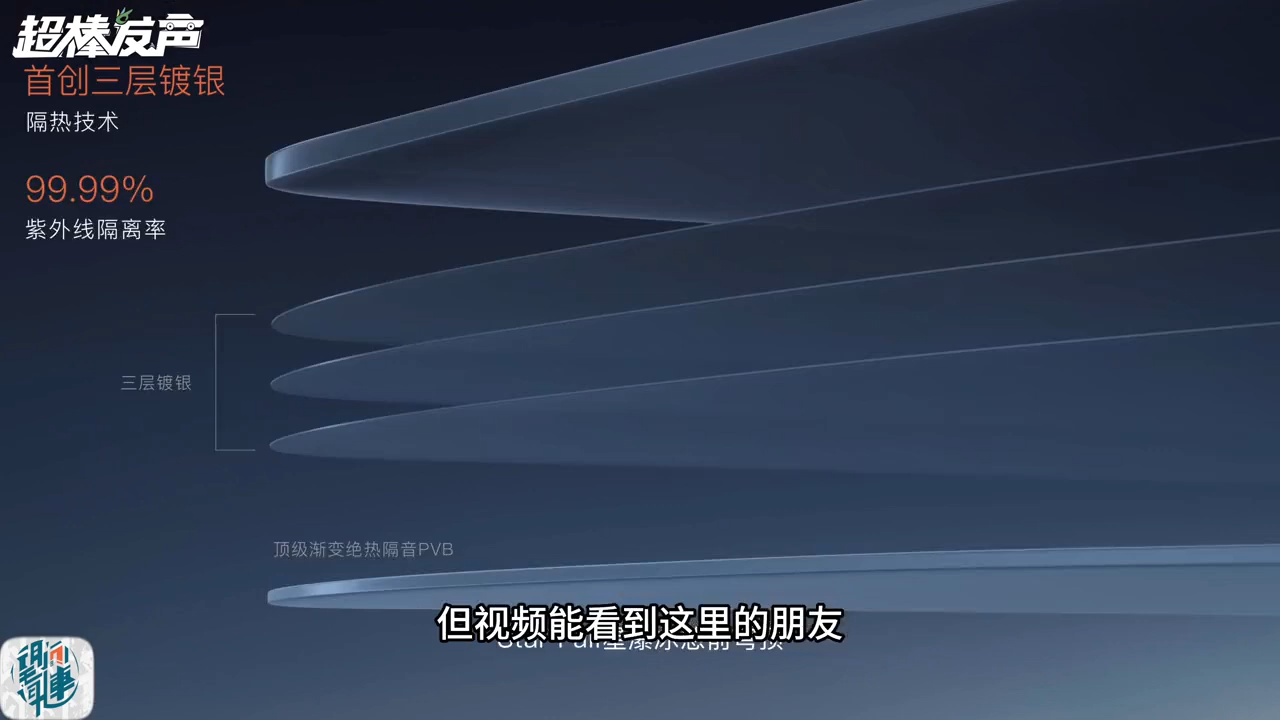 超棒发声
首创三层镀银
隔热技术
99.99%
紫外线隔离率
三层镀银
顶级渐变绝热隔音PVB
但视频能看到这里的朋友